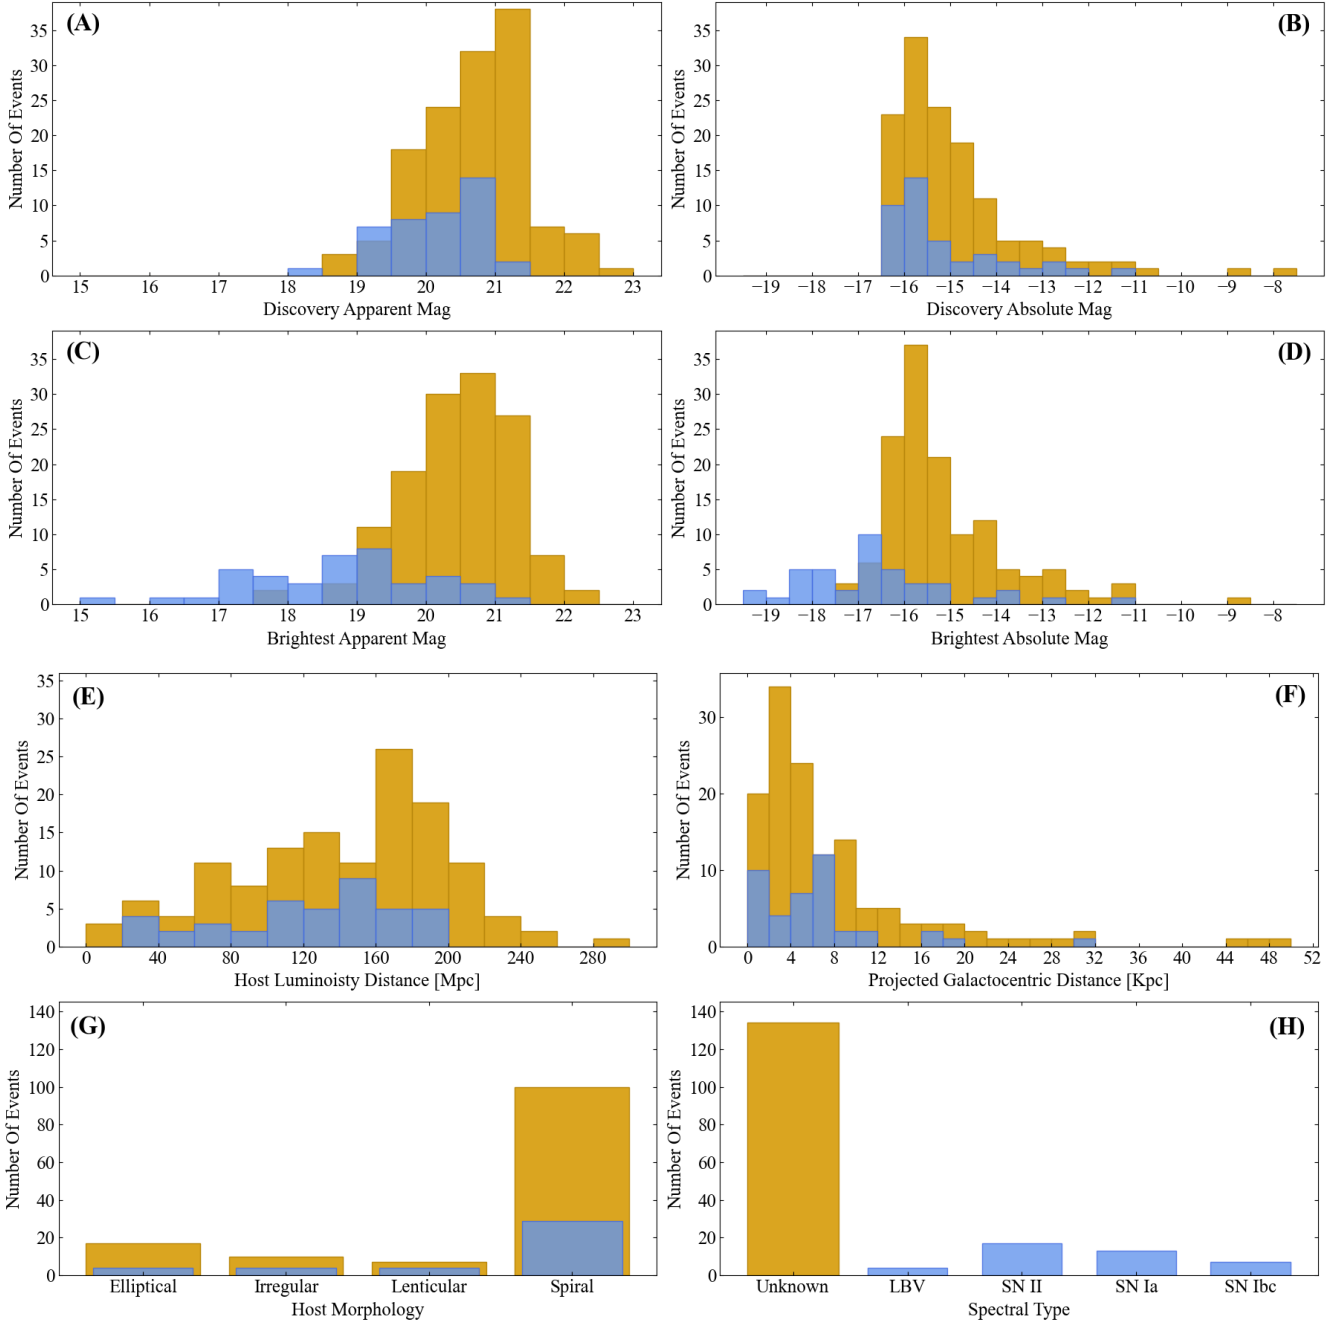 (A)
Number Of Events
35
30
25
20
15
10
5
0
15 16 17 18 19 20 21 22 23
Discovery Apparent Mag
(B)
Number Of Events
35
30
25
20
15
10
5
0
−19 −18 −17 −16 −15 −14 −13 −12 −11 −10 −9 −8
Discovery Absolute Mag
(C)
Number Of Events
35
30
25
20
15
10
5
0
15 16 17 18 19 20 21 22 23
Brightest Apparent Mag
(D)
Number Of Events
35
30
25
20
15
10
5
0
−19 −18 −17 −16 −15 −14 −13 −12 −11 −10 −9 −8
Brightest Absolute Mag
(E)
Number Of Events
35
30
25
20
15
10
5
0
0 40 80 120 160 200 240 280
Host Luminoisty Distance [Mpc]
(F)
Number Of Events
30
20
10
0
0 4 8 12 16 20 24 28 32 36 40 44 48 52
Projected Galactocentric Distance [Kpc]
(G)
Number Of Events
140
120
100
80
60
40
20
0
Elliptical Irregular Lenticular Spiral
Host Morphology
(H)
Number Of Events
140
120
100
80
60
40
20
0
Unknown LBV SN II SN Ia SN Ibc
Spectral Type